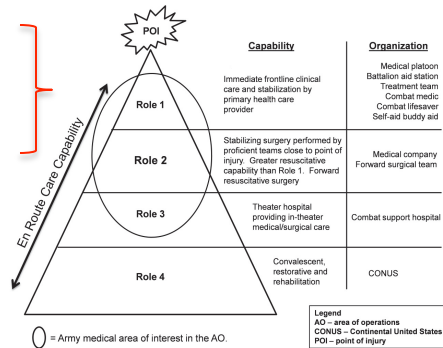 POI
Capability
Organization
Role 1
Immediate frontline clinical
care and stabilization by
primary health care
provider
Medical platoon
Battalion aid station
Treatment team
Combat medic
Combat lifesaver
Self-aid buddy aid
Role 2
Stabilizing surgery performed by
proficient teams close to point of
injury. Greater resuscitative
capability than Role 1. Forward
resuscitative surgery
Medical company
Forward surgical team
Role 3
Theater hospital
providing in-theater
medical/surgical care
Combat support hospital
Role 4
Convalescent,
restorative and
rehabilitation
CONUS
En Route Care Capability
= Army medical area of interest in the AO.
Legend
AO – area of operations
CONUS – Continental United States
POI – point of injury